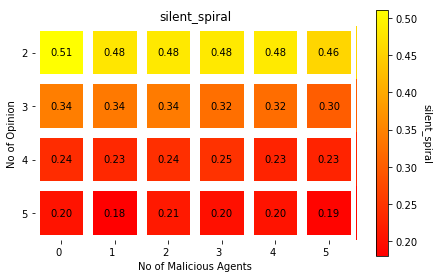 silent_spiral
No of Opinion
2 0.51 0.48 0.48 0.48 0.48 0.46
3 0.34 0.34 0.34 0.32 0.32 0.30
4 0.24 0.23 0.24 0.25 0.23 0.23
5 0.20 0.18 0.21 0.20 0.20 0.19
0 1 2 3 4 5
No of Malicious Agents
0.50
0.45
0.40
0.35
0.30
0.25
0.20
silent_spiral